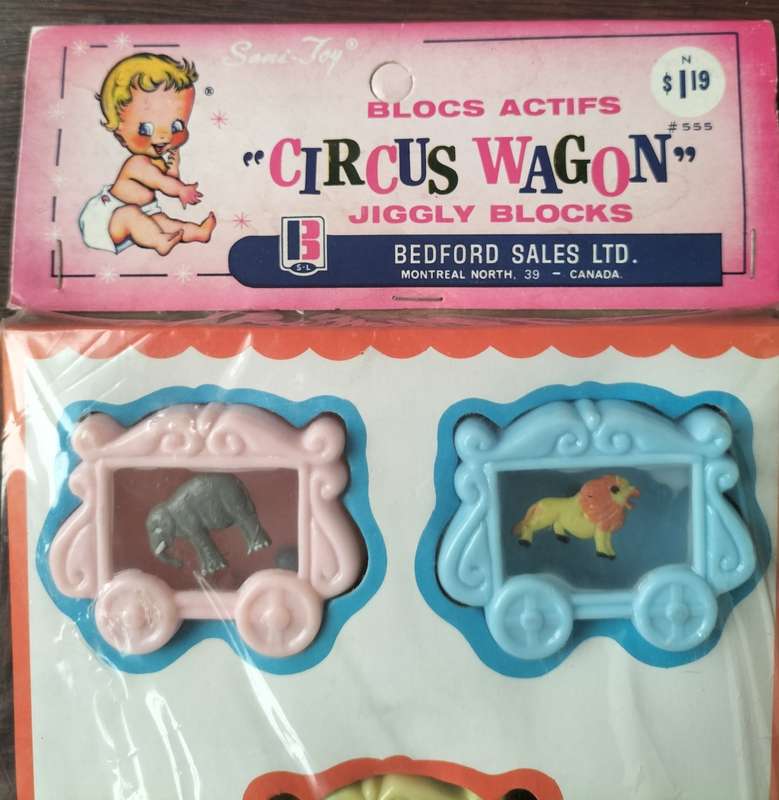 Sani-Toy®
®
N
$1.19
#555
BLOCS ACTIFS
"CIRCUS WAGON"
JIGGLY BLOCKS
B
S-L
BEDFORD SALES LTD.
MONTREAL NORTH. 39 - CANADA.